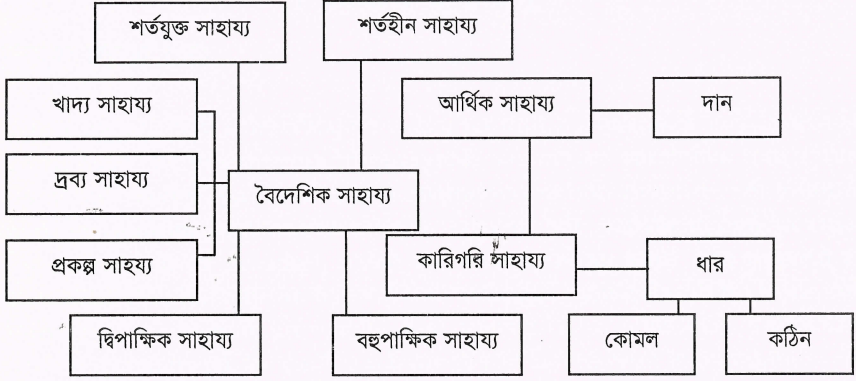 শর্তযুক্ত সাহায্য
শর্তহীন সাহায্য
খাদ্য সাহায্য
আর্থিক সাহায্য
দান
দ্রব্য সাহায্য
বৈদেশিক সাহায্য
প্রকল্প সাহয্য
কারিগরি সাহায্য
ধার
দ্বিপাক্ষিক সাহায্য
বহুপাক্ষিক সাহায্য
কোমল
কঠিন